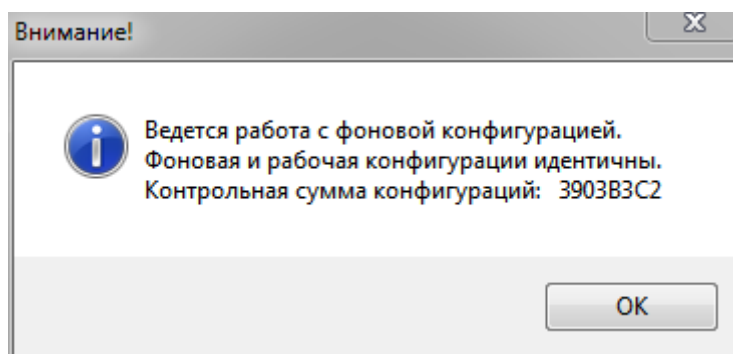 Внимание!
Ведется работа с фоновой конфигурацией.
Фоновая и рабочая конфигурации идентичны.
Контрольная сумма конфигураций: 3903B3C2
OK